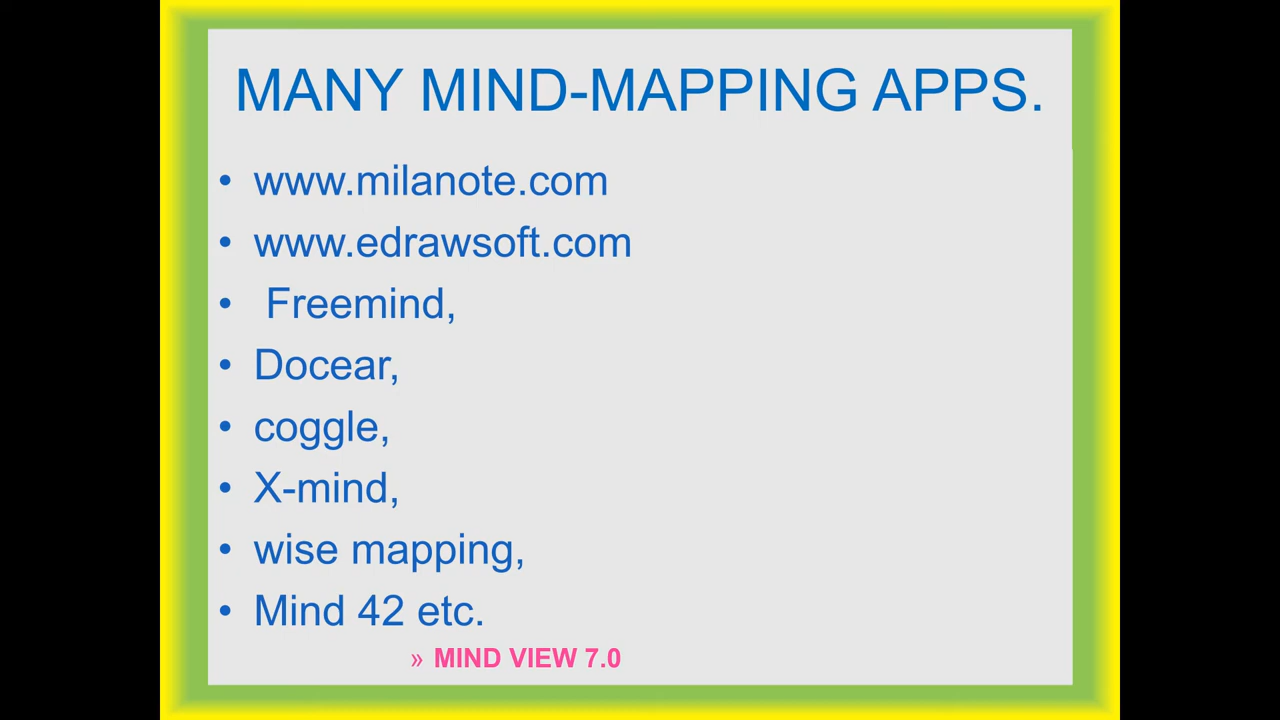 MANY MIND-MAPPING APPS.
• www.milanote.com
• www.edrawsoft.com
• Freemind,
• Docear,
• coggle,
• X-mind,
• wise mapping,
• Mind 42 etc.
» MIND VIEW 7.0